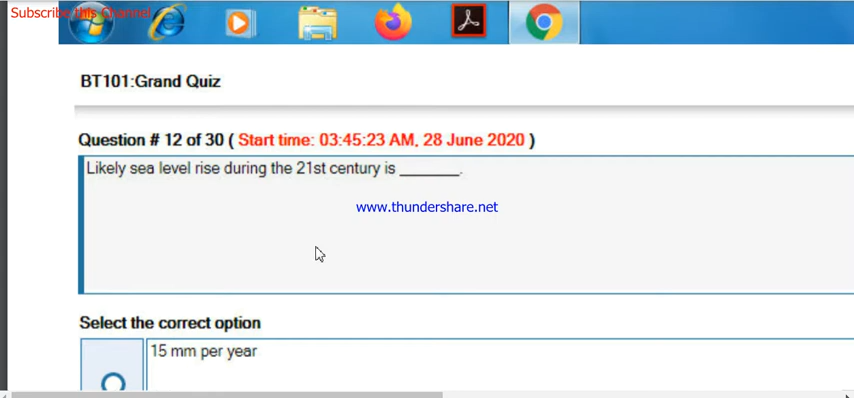 Subscribe this Channel
BT101:Grand Quiz
Question # 12 of 30 ( Start time: 03:45:23 AM, 28 June 2020 )
Likely sea level rise during the 21st century is _______.
www.thundershare.net
Select the correct option
15 mm per year